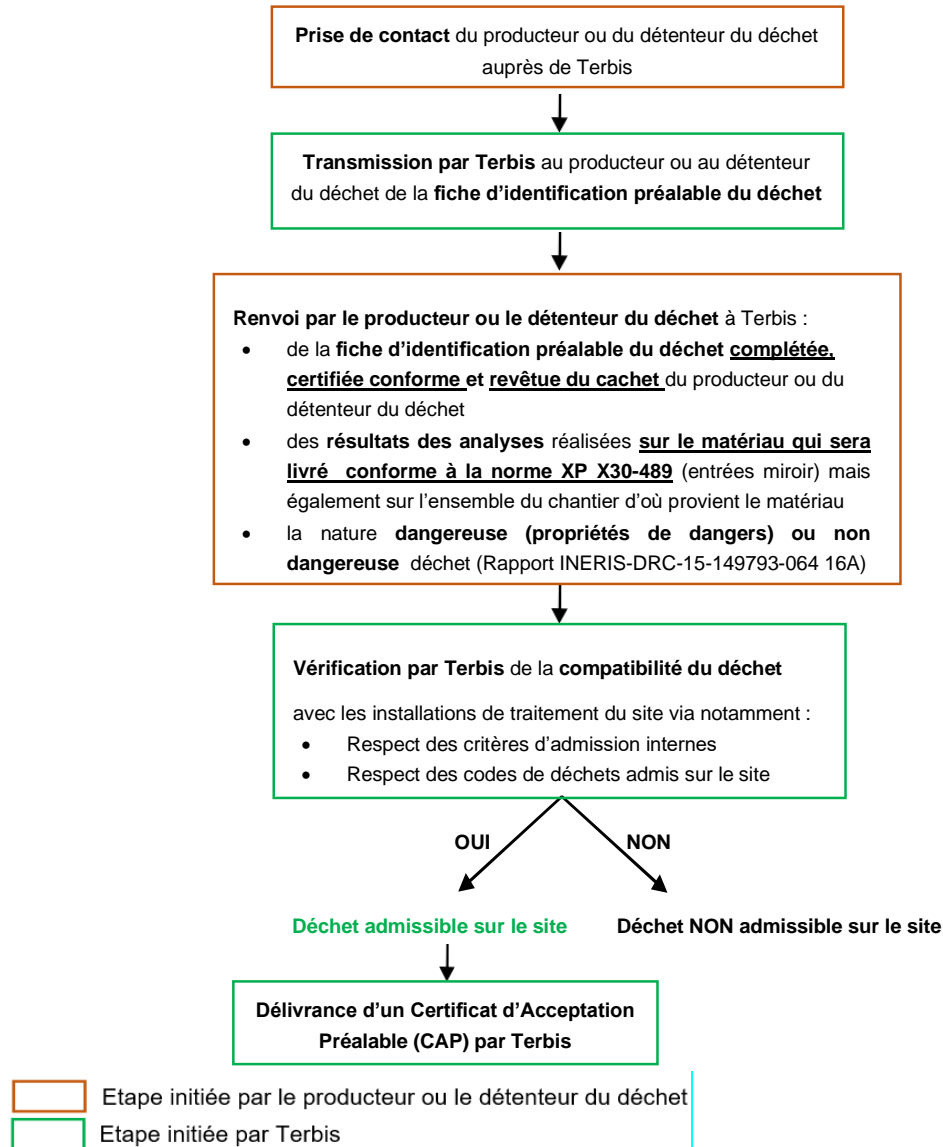 Prise de contact du producteur ou du détenteur du déchet
auprès de Terbis
Transmission par Terbis au producteur ou au détenteur
du déchet de la fiche d'identification préalable du déchet
Renvoi par le producteur ou le détenteur du déchet à Terbis :
• de la fiche d'identification préalable du déchet complétée,
certifiée conforme et revêtue du cachet du producteur ou du
détenteur du déchet
• des résultats des analyses réalisées sur le matériau qui sera
livré conforme à la norme XP X30-489 (entrées miroir) mais
également sur l'ensemble du chantier d'où provient le matériau
• la nature dangereuse (propriétés de dangers) ou non
dangereuse déchet (Rapport INERIS-DRC-15-149793-064 16A)
Vérification par Terbis de la compatibilité du déchet
avec les installations de traitement du site via notamment :
• Respect des critères d'admission internes
• Respect des codes de déchets admis sur le site
OUI NON
Déchet admissible sur le site Déchet NON admissible sur le site
Délivrance d'un Certificat d'Acceptation
Préalable (CAP) par Terbis
Etape initiée par le producteur ou le détenteur du déchet
Etape initiée par Terbis